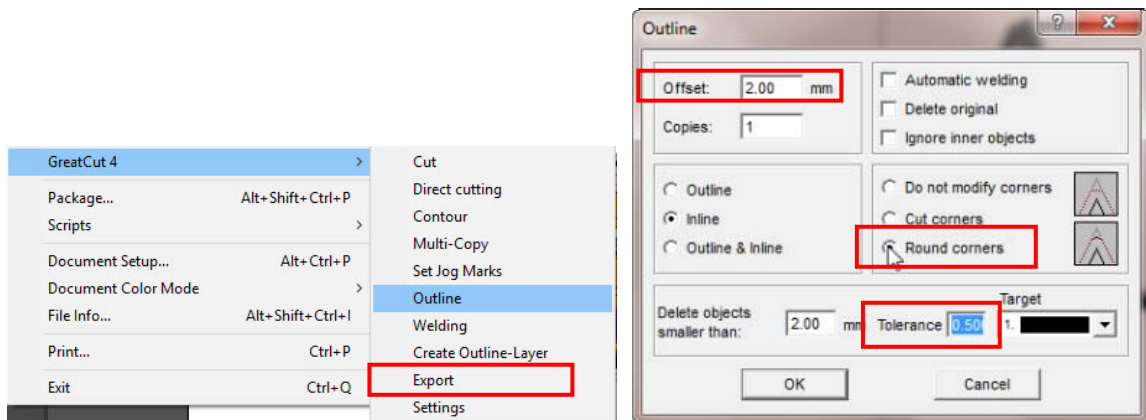 GreatCut 4 >
Package... Alt+Shift+Ctrl+P
Scripts >
Document Setup... Alt+Ctrl+P
Document Color Mode >
File Info... Alt+Shift+Ctrl+I
Print... Ctrl+P
Exit Ctrl+Q
Cut
Direct cutting
Contour
Multi-Copy
Set Jog Marks
Outline
Welding
Create Outline-Layer
Export
Settings
Outline
Offset: 2.00 mm
Copies: 1
Automatic welding
Delete original
Ignore inner objects
Outline
Inline
Outline & Inline
Do not modify corners
Cut corners
Round corners
Delete objects
smaller than: 2.00 mm
Tolerance 0.50
Target
1.
OK Cancel